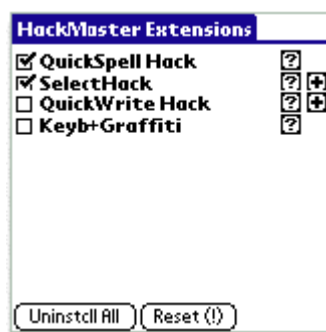 HackMaster Extensions
QuickSpell Hack ?
SelectHack ? +
QuickWrite Hack ? +
Keyb+Graffiti ?
Uninstall All Reset (!)